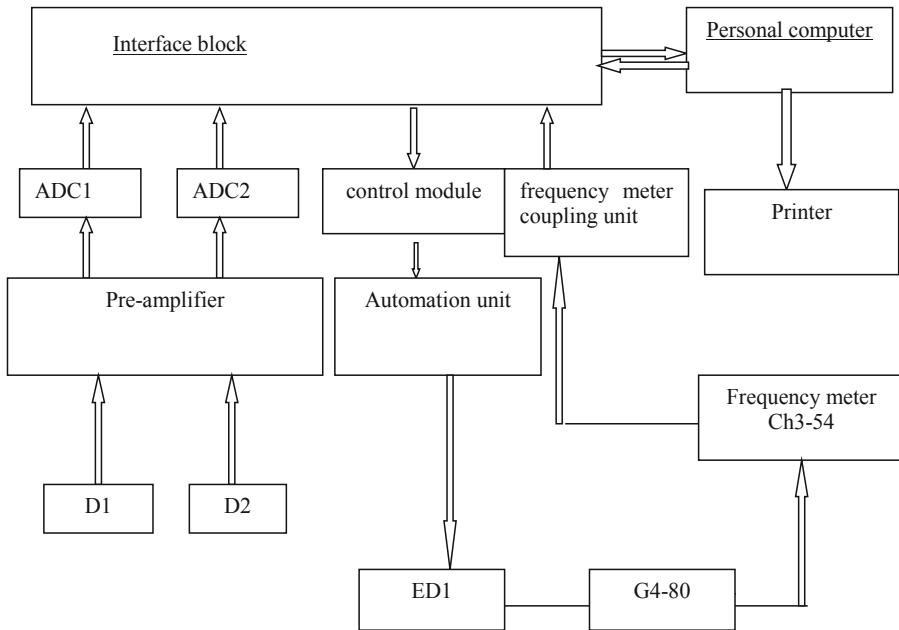 Interface block
Personal computer
ADC1
ADC2
control module
frequency meter
coupling unit
Printer
Pre-amplifier
Automation unit
Frequency meter
Ch3-54
D1
D2
ED1
G4-80